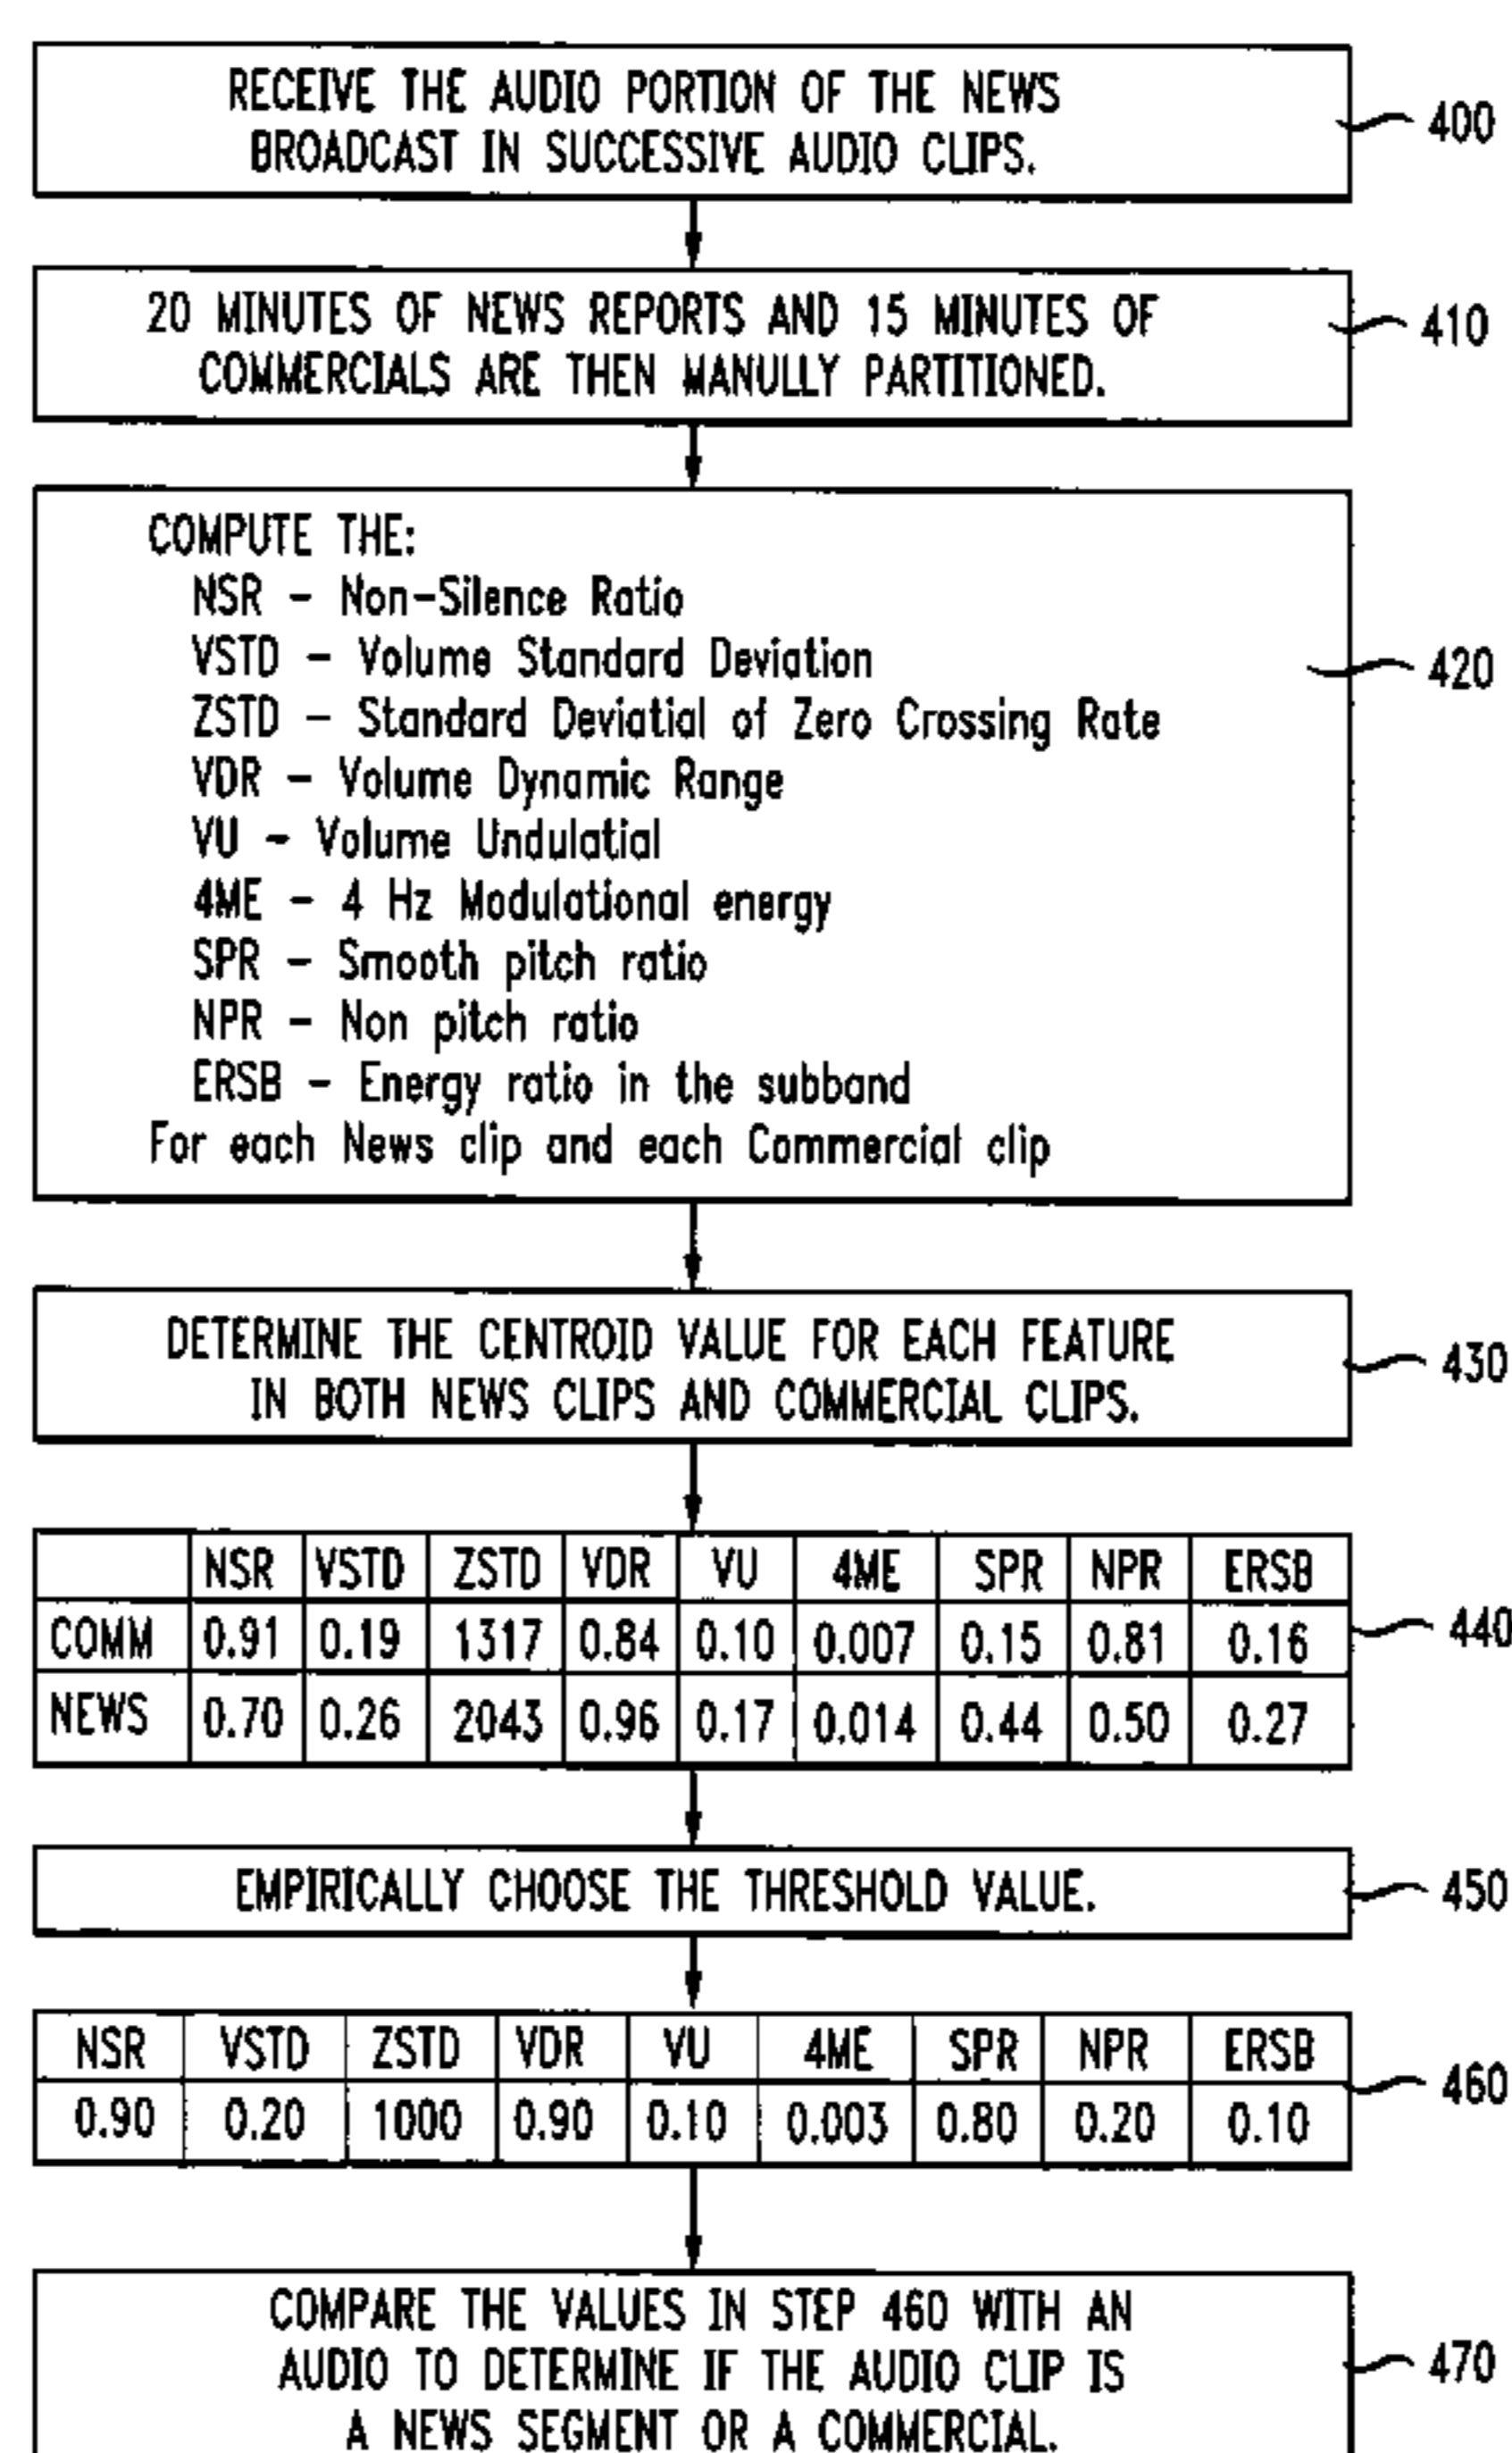 RECEIVE THE AUDIO PORTION OF THE NEWS
BROADCAST IN SUCCESSIVE AUDIO CLIPS.
400
20 MINUTES OF NEWS REPORTS AND 15 MINUTES OF
COMMERCIALS ARE THEN MANULLY PARTITIONED.
410
COMPUTE THE:
NSR - Non-Silence Ratio
VSTD - Volume Standard Deviation
ZSTD - Standard Deviatial of Zero Crossing Rate
VDR - Volume Dynamic Range
VU - Volume Undulatial
4ME - 4 Hz Modulational energy
SPR - Smooth pitch ratio
NPR - Non pitch ratio
ERSB - Energy ratio in the subband
For each News clip and each Commercial clip
420
DETERMINE THE CENTROID VALUE FOR EACH FEATURE
IN BOTH NEWS CLIPS AND COMMERCIAL CLIPS.
430
NSR VSTD ZSTD VDR VU 4ME SPR NPR ERSB
COMM 0.91 0.19 1317 0.84 0.10 0.007 0.15 0.81 0.16
NEWS 0.70 0.26 2043 0.96 0.17 0.014 0.44 0.50 0.27
440
EMPIRICALLY CHOOSE THE THRESHOLD VALUE.
450
NSR VSTD ZSTD VDR VU 4ME SPR NPR ERSB
0.90 0.20 1000 0.90 0.10 0.003 0.80 0.20 0.10
460
COMPARE THE VALUES IN STEP 460 WITH AN
AUDIO TO DETERMINE IF THE AUDIO CLIP IS
A NEWS SEGMENT OR A COMMERCIAL.
470